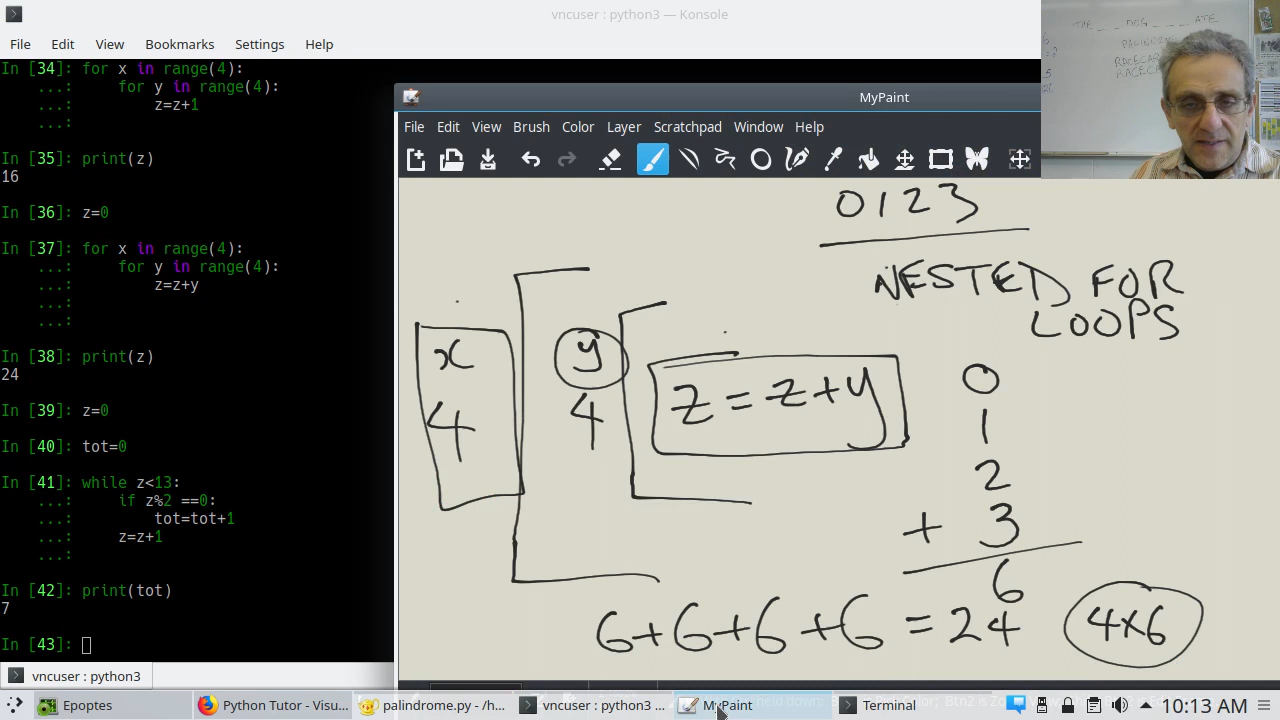 vncuser : python3 — Konsole
File Edit View Bookmarks Settings Help
In [34]: for x in range(4):
...: for y in range(4):
...: z=z+1
...:
In [35]: print(z)
16
In [36]: z=0
In [37]: for x in range(4):
...: for y in range(4):
...: z=z+y
...:
...:
In [38]: print(z)
24
In [39]: z=0
In [40]: tot=0
In [41]: while z<13:
...: if z%2 ==0:
...: tot=tot+1
...: z=z+1
...:
In [42]: print(tot)
7
In [43]:
vncuser : python3
MyPaint
File Edit View Brush Color Layer Scratchpad Window Help
0123
NESTED FOR
LOOPS
x y z=z+y
4 4
0
1
2
+ 3
6
6+6+6+6 = 24 4×6
THE DOG ATE
Epoptes Python Tutor - Visu... palindrome.py - /h... vncuser : python3 ... MyPaint Terminal 10:13 AM